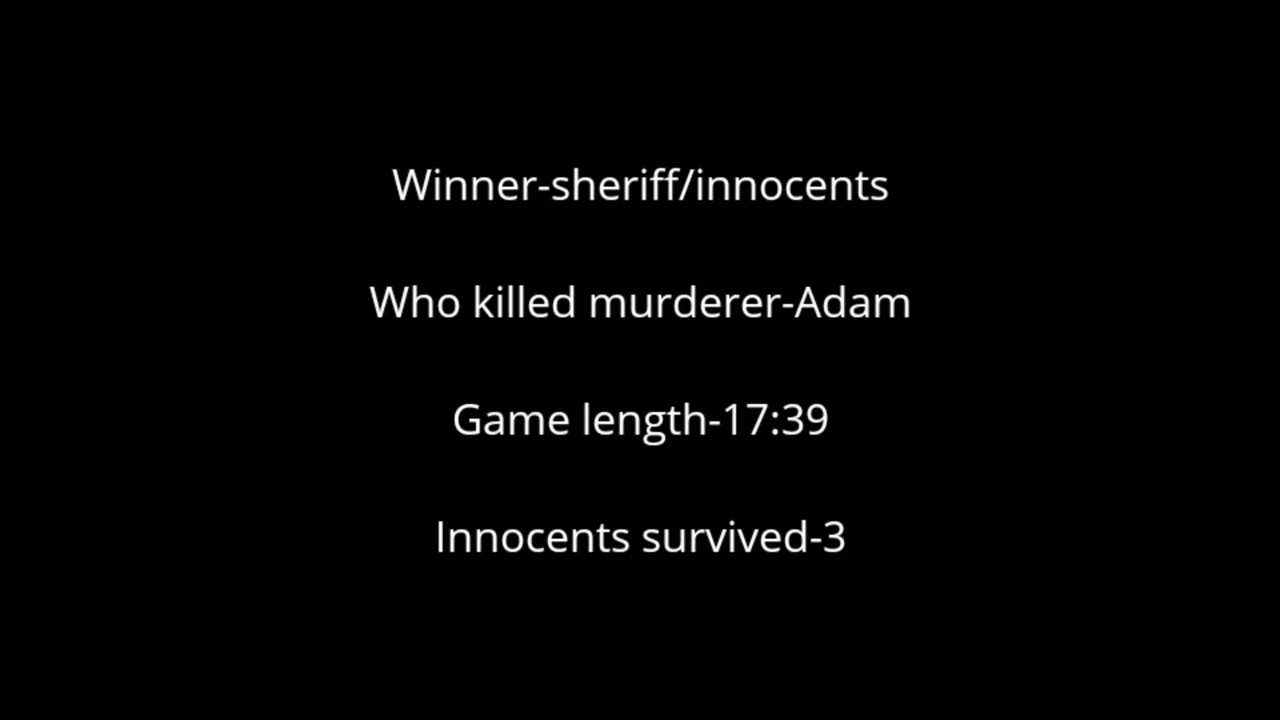 Winner-sheriff/innocents
Who killed murderer-Adam
Game length-17:39
Innocents survived-3